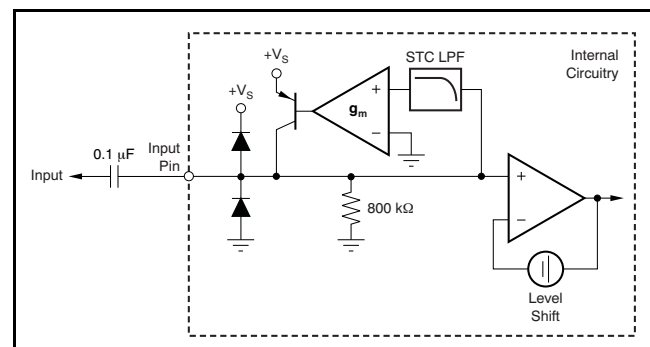 +VS
STC LPF
Internal
Circuitry
+VS
gm
+
−
0.1 µF
Input
Pin
Input
800 kΩ
+
−
Level
Shift